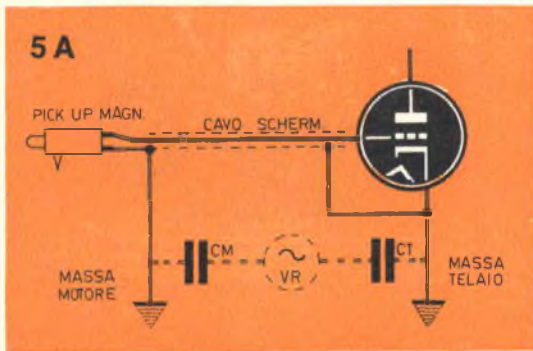 5 A
PICK UP MAGN.
CAVO SCHERM.
CM
VR
CT
MASSA
MOTORE
MASSA
TELAIO